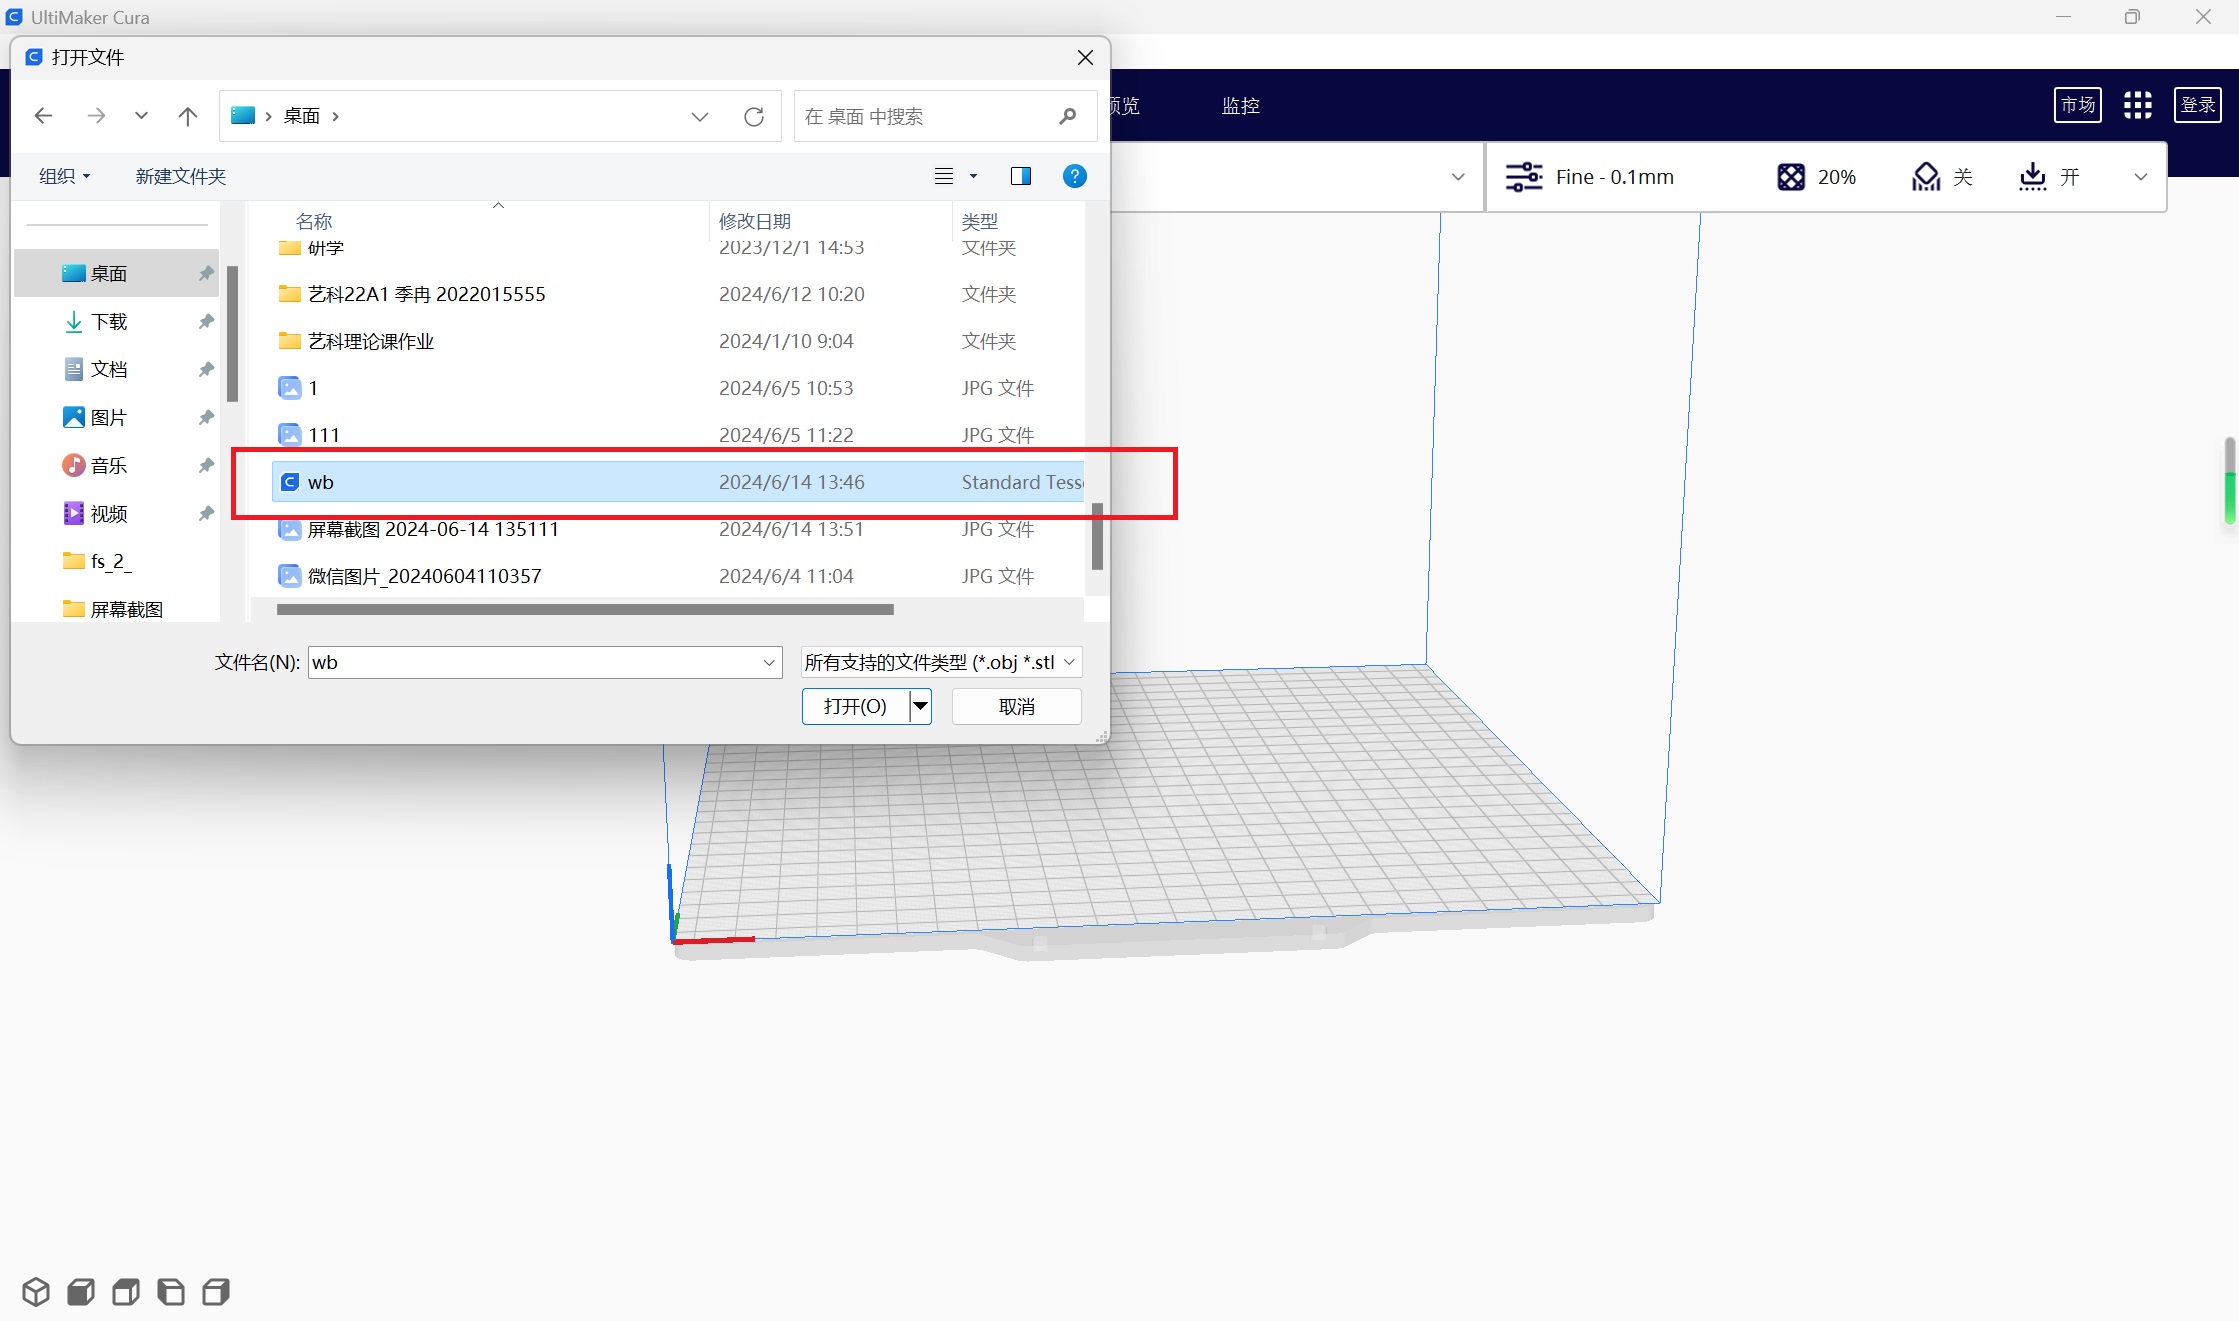 UltiMaker Cura
打开文件
桌面
在 桌面 中搜索
预览
监控
市场
登录
组织
新建文件夹
Fine - 0.1mm
20%
关
开
名称
修改日期
类型
研学
2023/12/1 14:53
文件夹
艺科22A1 季冉 2022015555
2024/6/12 10:20
文件夹
艺科理论课作业
2024/1/10 9:04
文件夹
1
2024/6/5 10:53
JPG 文件
111
2024/6/5 11:22
JPG 文件
wb
2024/6/14 13:46
Standard Tess
屏幕截图 2024-06-14 135111
2024/6/14 13:51
JPG 文件
微信图片_20240604110357
2024/6/4 11:04
JPG 文件
桌面
下载
文档
图片
音乐
视频
fs_2_
屏幕截图
文件名(N):
wb
所有支持的文件类型 (*.obj *.stl
打开(O)
取消